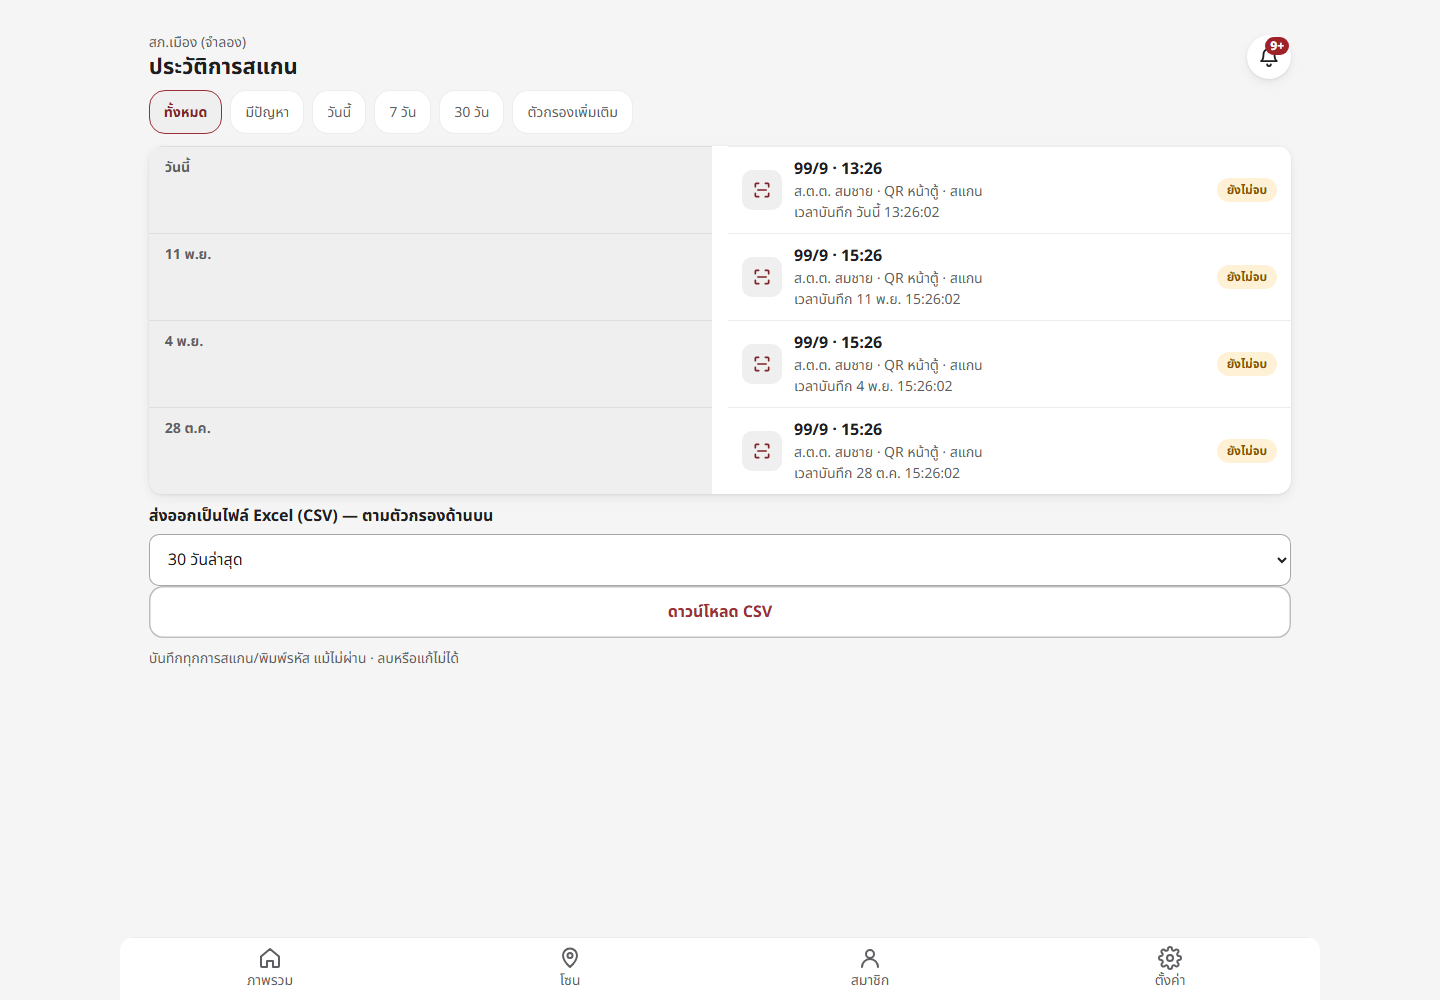 สภ.เมือง (จำลอง)
ประวัติการสแกน
9+
ทั้งหมด
มีปัญหา
วันนี้
7 วัน
30 วัน
ตัวกรองเพิ่มเติม
วันนี้
99/9 · 13:26
ส.ต.ต. สมชาย · QR หน้าตู้ · สแกน
เวลาบันทึก วันนี้ 13:26:02
ยังไม่จบ
11 พ.ย.
99/9 · 15:26
ส.ต.ต. สมชาย · QR หน้าตู้ · สแกน
เวลาบันทึก 11 พ.ย. 15:26:02
ยังไม่จบ
4 พ.ย.
99/9 · 15:26
ส.ต.ต. สมชาย · QR หน้าตู้ · สแกน
เวลาบันทึก 4 พ.ย. 15:26:02
ยังไม่จบ
28 ต.ค.
99/9 · 15:26
ส.ต.ต. สมชาย · QR หน้าตู้ · สแกน
เวลาบันทึก 28 ต.ค. 15:26:02
ยังไม่จบ
ส่งออกเป็นไฟล์ Excel (CSV) — ตามตัวกรองด้านบน
30 วันล่าสุด
ดาวน์โหลด CSV
บันทึกทุกการสแกน/พิมพ์รหัส แม้ไม่ผ่าน · ลบหรือแก้ไม่ได้
ภาพรวม
โซน
สมาชิก
ตั้งค่า